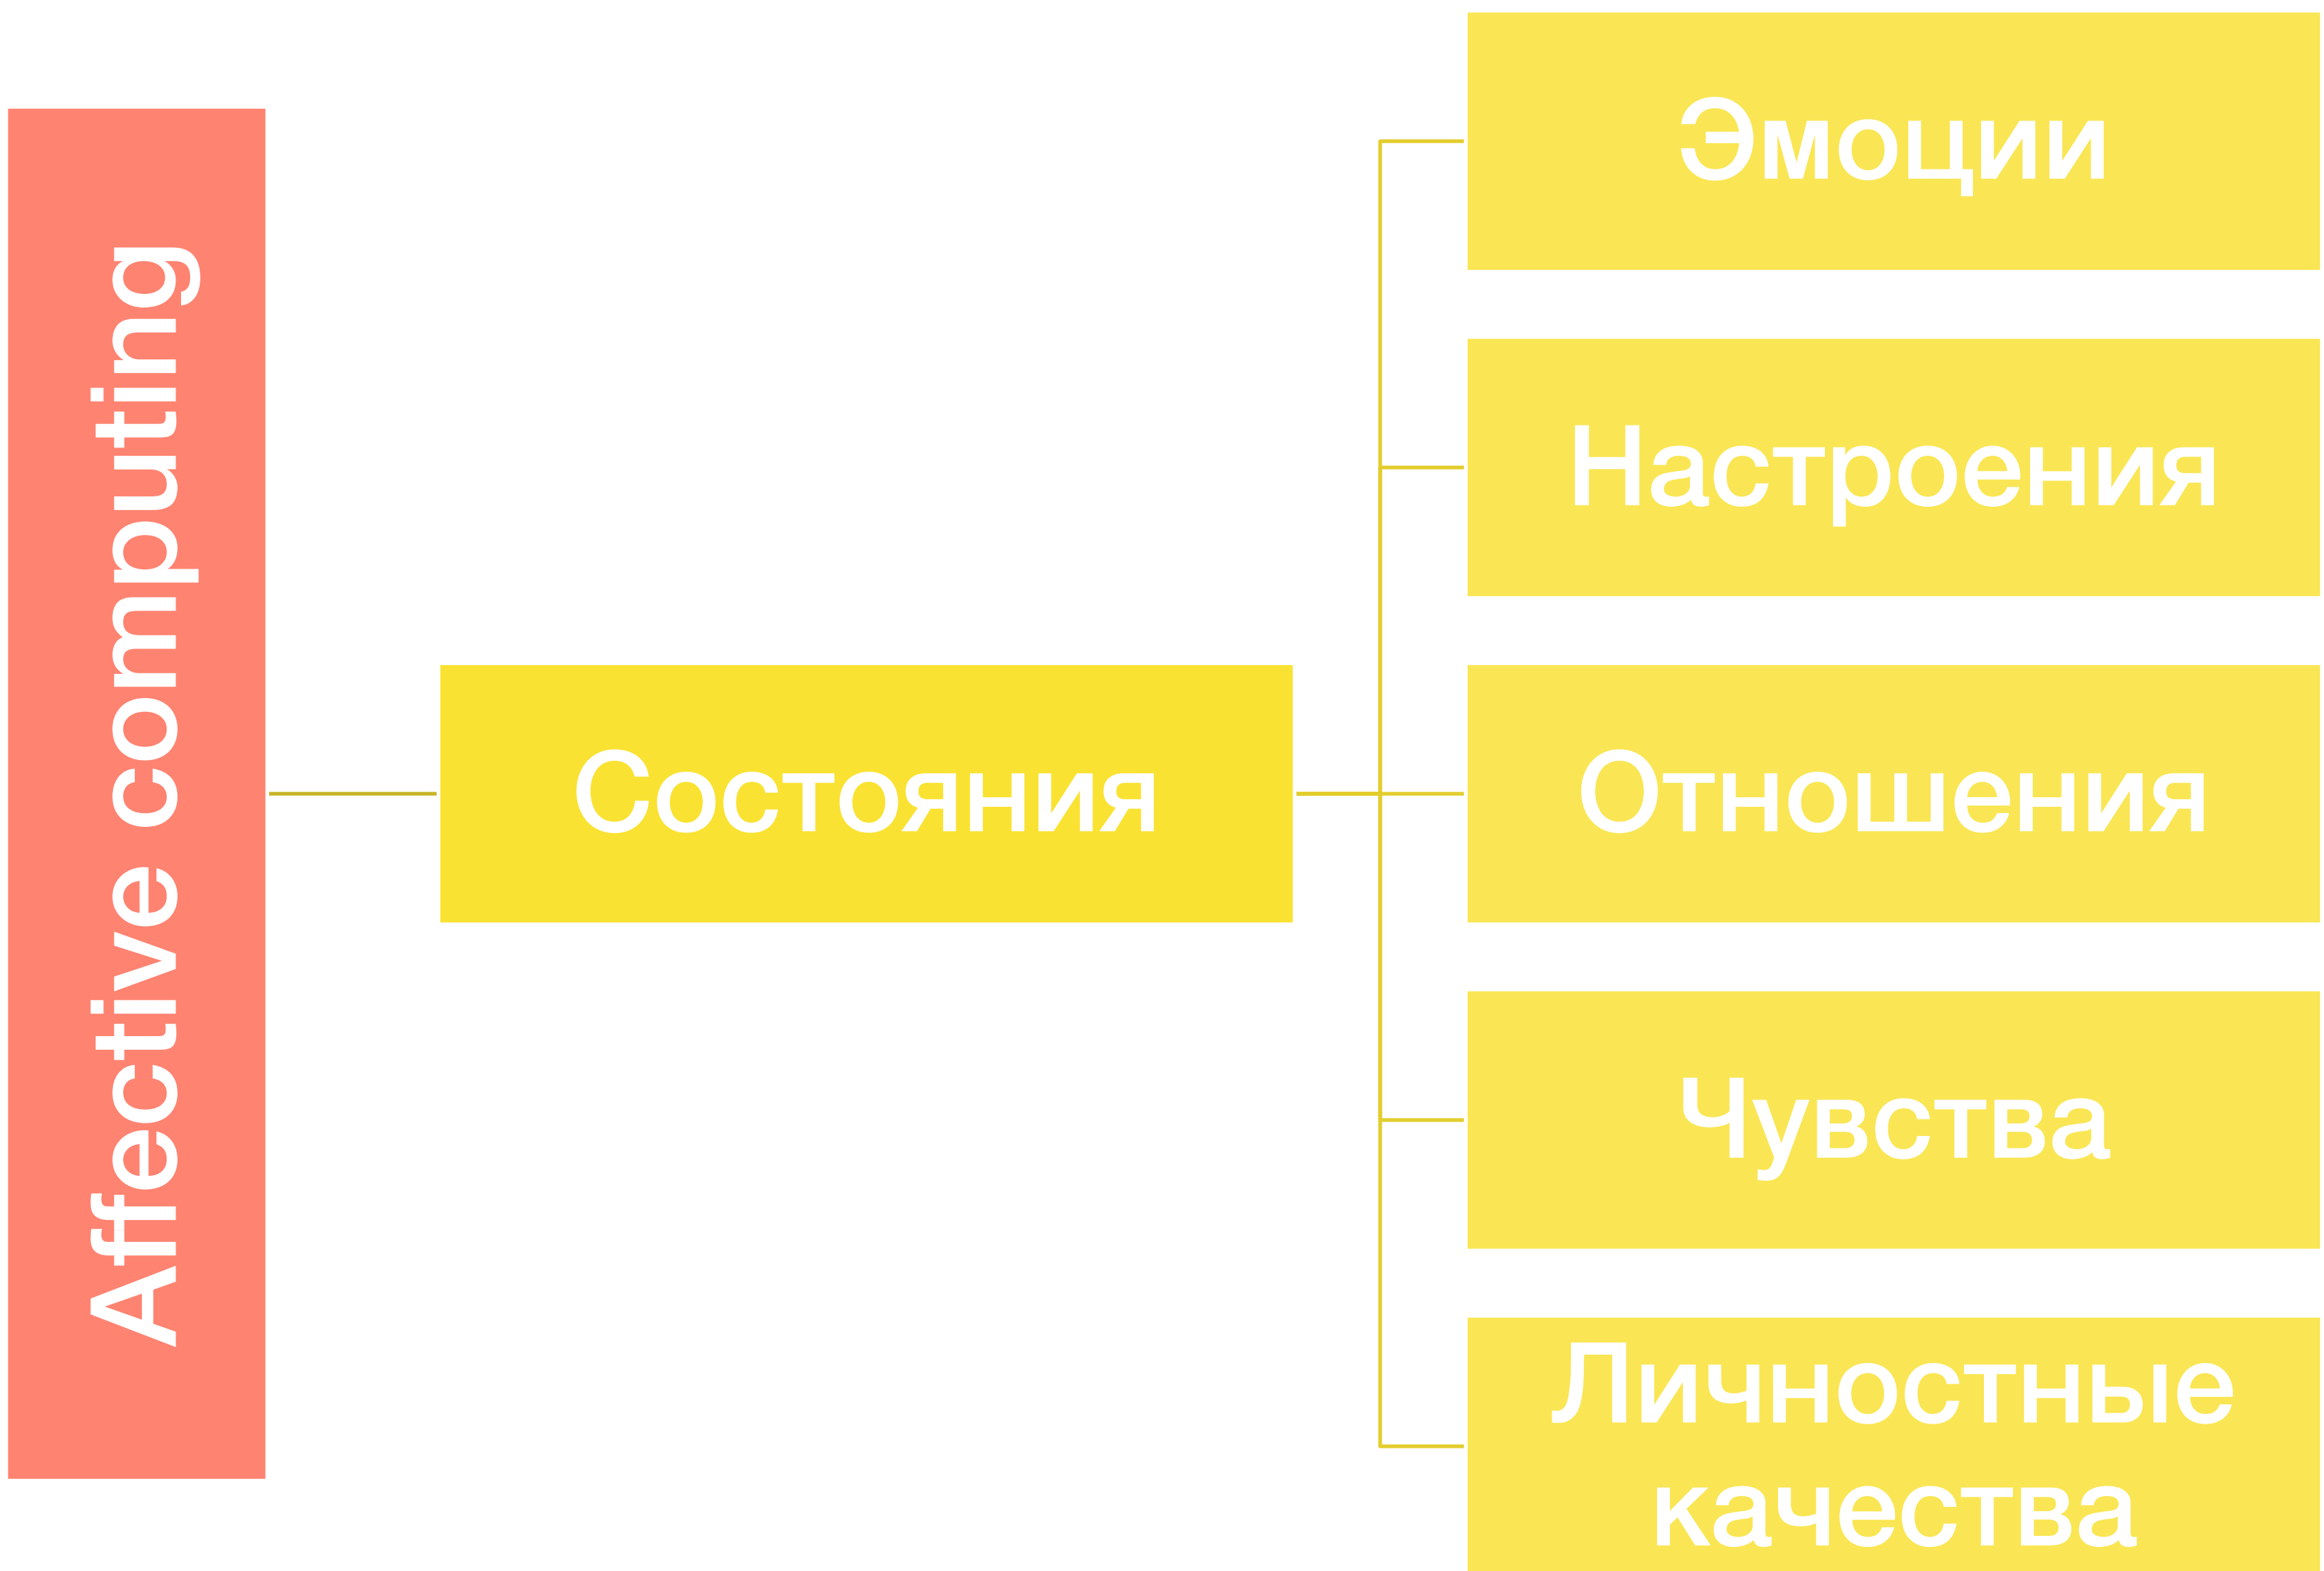 Affective computing
Состояния
Эмоции
Настроения
Отношения
Чувства
Личностные
качества